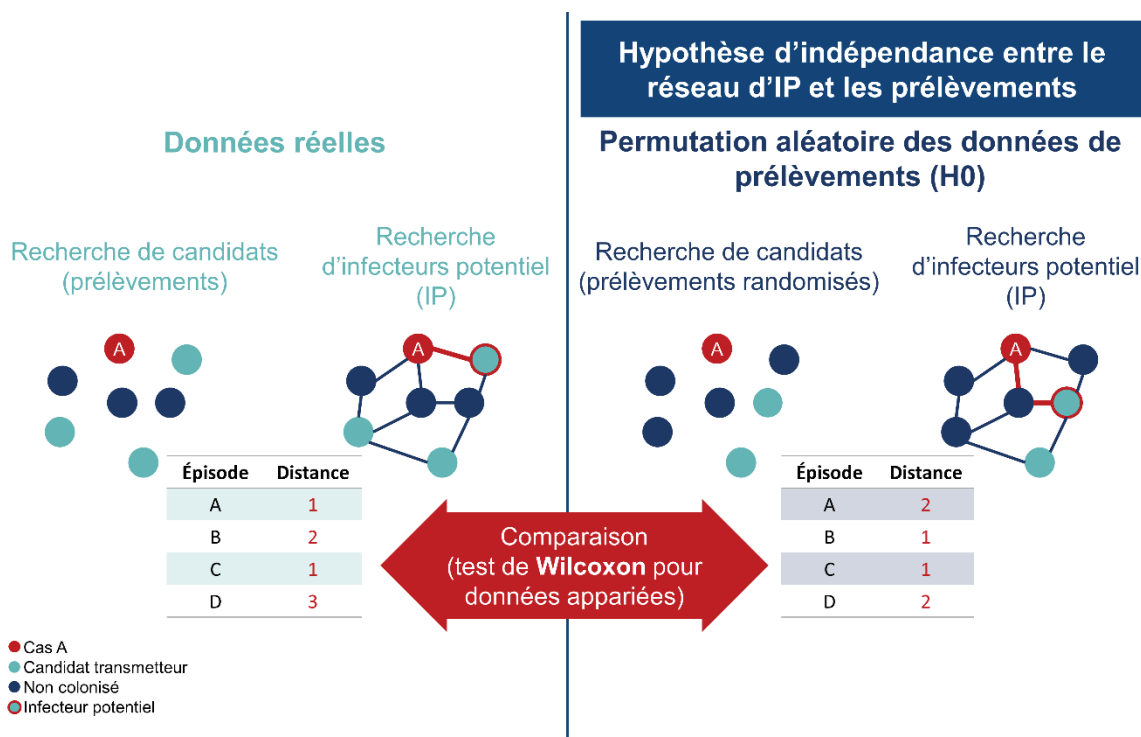 Données réelles
Recherche de candidats
(prélèvements)
Recherche
d'infecteurs potentiel
(IP)
A
A
Épisode Distance
A 1
B 2
C 1
D 3
Cas A
Candidat transmetteur
Non colonisé
Infecteur potentiel
Comparaison
(test de Wilcoxon pour
données appariées)
Hypothèse d'indépendance entre le
réseau d'IP et les prélèvements
Permutation aléatoire des données de
prélèvements (H0)
Recherche de candidats
(prélèvements randomisés)
Recherche
d'infecteurs potentiel
(IP)
A
A
Épisode Distance
A 2
B 1
C 1
D 2